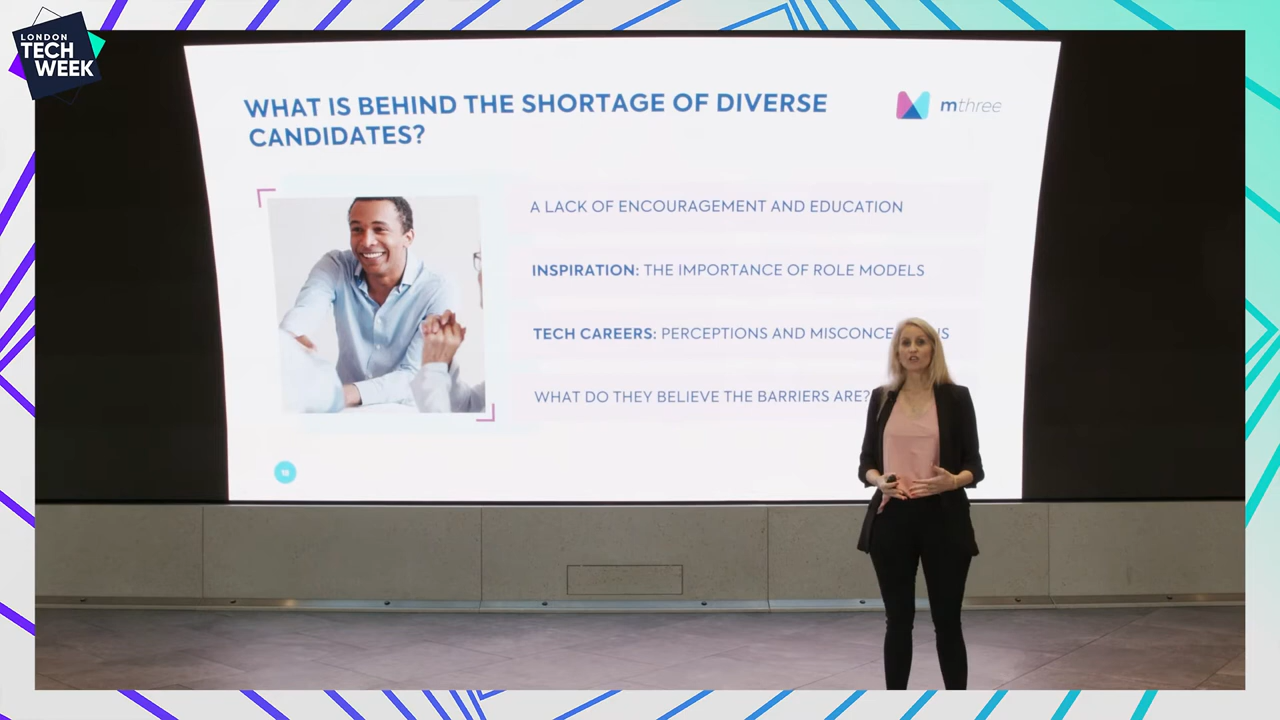 LONDON
TECH
WEEK
WHAT IS BEHIND THE SHORTAGE OF DIVERSE
CANDIDATES?
mthree
A LACK OF ENCOURAGEMENT AND EDUCATION
INSPIRATION: THE IMPORTANCE OF ROLE MODELS
TECH CAREERS: PERCEPTIONS AND
WHAT DO THEY BELIEVE THE BARRIERS ARE?